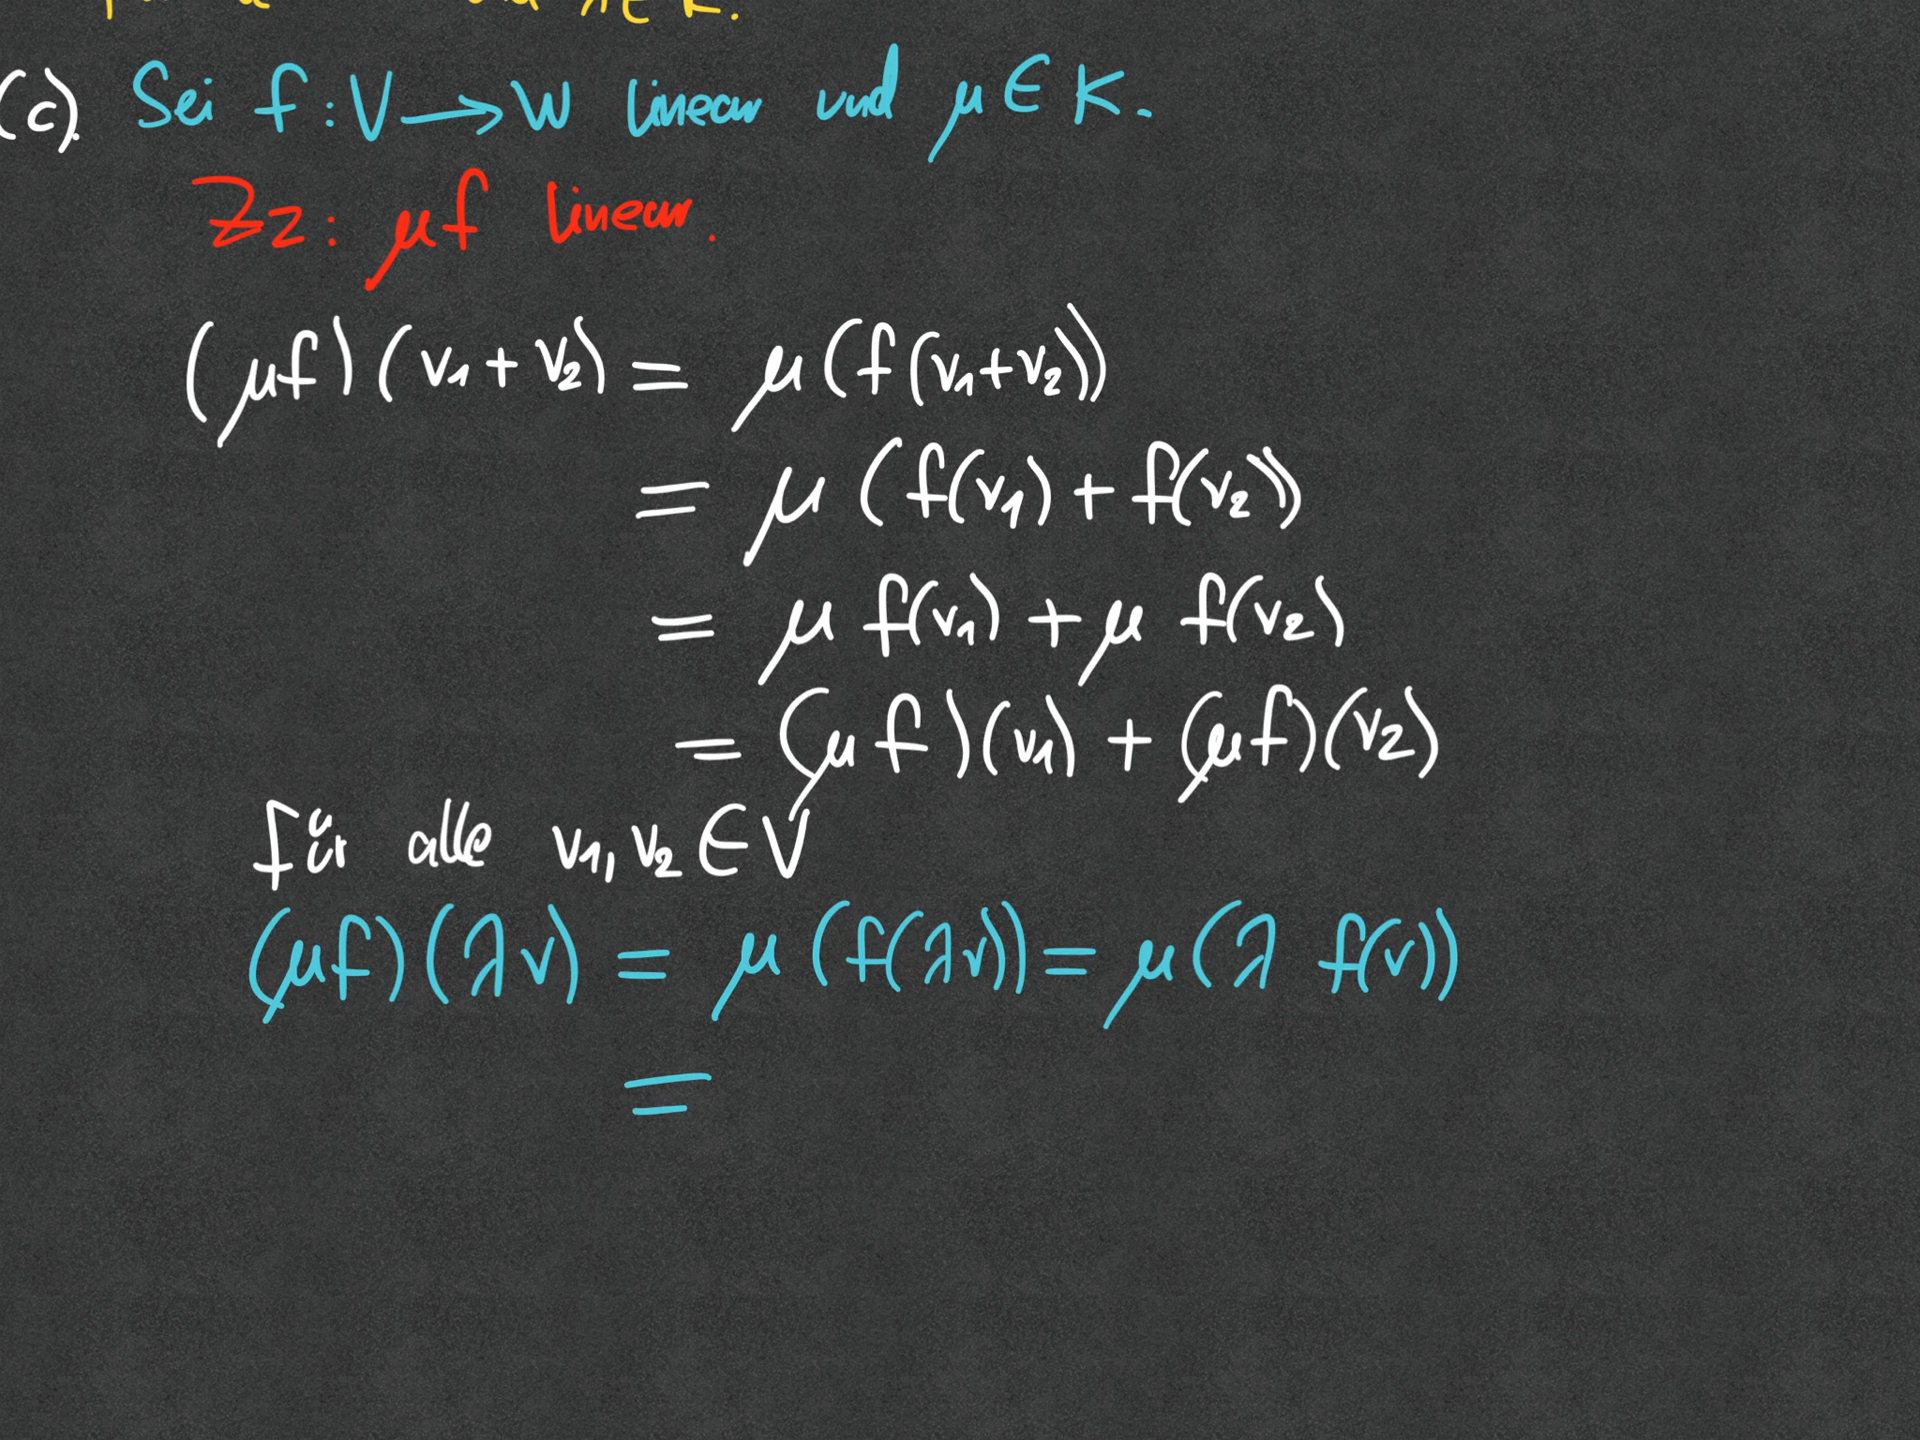 λ ∈ K.
(c). Sei f: V → W linear und μ ∈ K.
Zz: μf linear.
(μf)(v1 + v2) = μ(f(v1+v2))
= μ (f(v1) + f(v2))
= μ f(v1) + μ f(v2)
= (μf)(v1) + (μf)(v2)
für alle v1, v2 ∈ V
(μf)(λv) = μ (f(λv)) = μ(λ f(v))
=